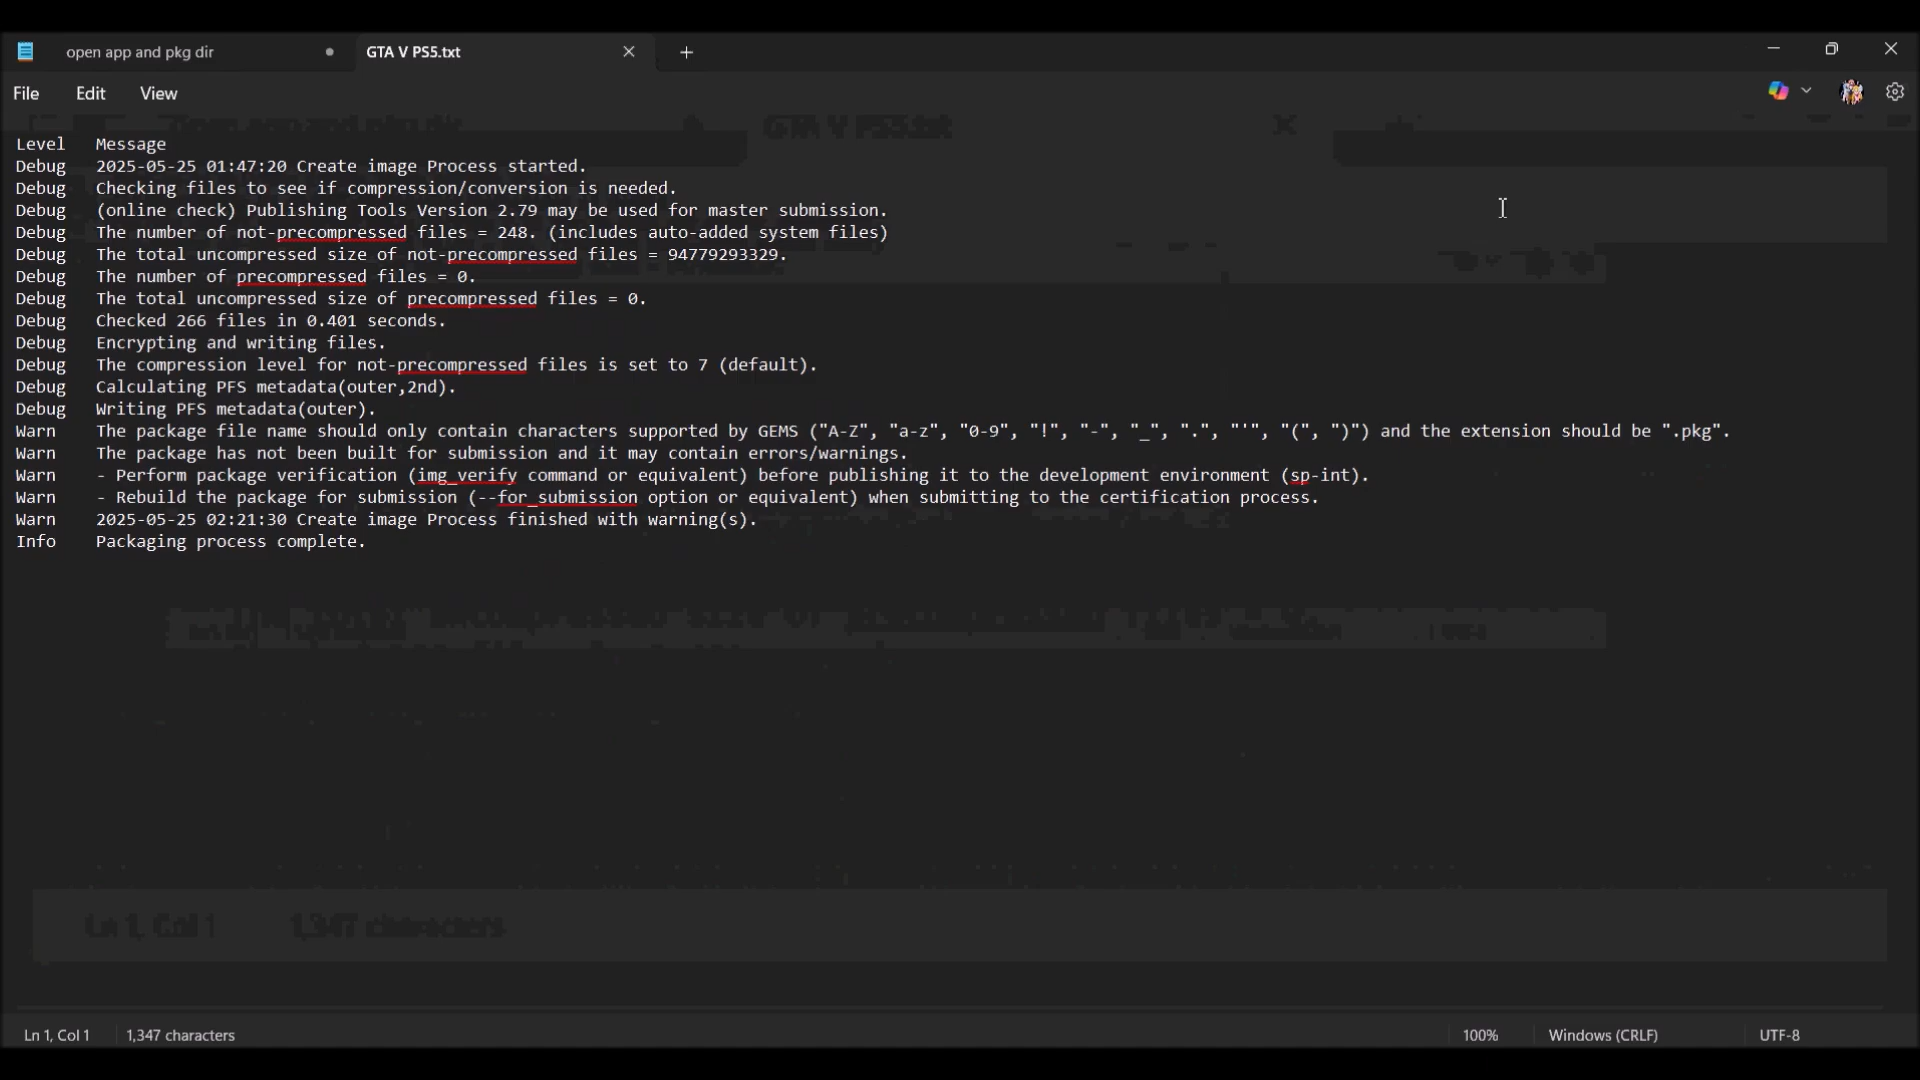 open app and pkg dir
GTA V PS5.txt
File Edit View
Level Message
Debug 2025-05-25 01:47:20 Create image Process started.
Debug Checking files to see if compression/conversion is needed.
Debug (online check) Publishing Tools Version 2.79 may be used for master submission.
Debug The number of not-precompressed files = 248. (includes auto-added system files)
Debug The total uncompressed size of not-precompressed files = 94779293329.
Debug The number of precompressed files = 0.
Debug The total uncompressed size of precompressed files = 0.
Debug Checked 266 files in 0.401 seconds.
Debug Encrypting and writing files.
Debug The compression level for not-precompressed files is set to 7 (default).
Debug Calculating PFS metadata(outer,2nd).
Debug Writing PFS metadata(outer).
Warn The package file name should only contain characters supported by GEMS ("A-Z", "a-z", "0-9", "!", "-", "_", ".", "'", "(", ")") and the extension should be ".pkg".
Warn The package has not been built for submission and it may contain errors/warnings.
Warn - Perform package verification (img_verify command or equivalent) before publishing it to the development environment (sp-int).
Warn - Rebuild the package for submission (--for_submission option or equivalent) when submitting to the certification process.
Warn 2025-05-25 02:21:30 Create image Process finished with warning(s).
Info Packaging process complete.
Ln 1, Col 1 1,347 characters 100% Windows (CRLF) UTF-8